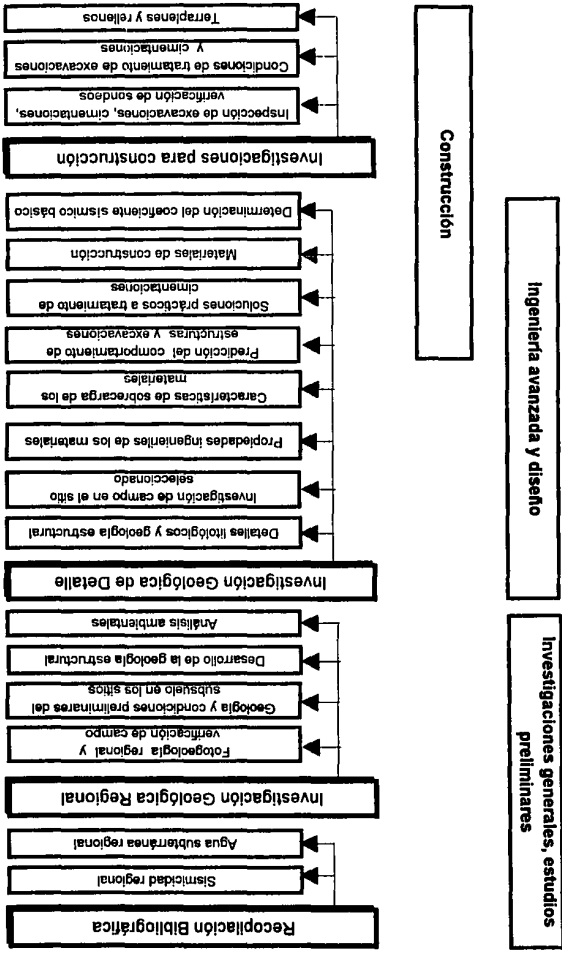 Recopilación Bibliográfica
Sismicidad regional
Agua subterránea regional
Investigación Geológica Regional
Fotogeología regional y
verificación de campo
Geología y condiciones preliminares del
subsuelo en los sitios
Desarrollo de la geología estructural
Análisis ambientales
Investigación Geológica de Detalle
Detalles litológicos y geología estructural
Investigación de campo en el sitio
seleccionado
Propiedades ingenieriles de los materiales
Características de sobrecarga de los
materiales
Predicción del comportamiento de
estructuras y excavaciones
Soluciones prácticos a tratamiento de
cimentaciones
Materiales de construcción
Determinación del coeficiente sísmico básico
Investigaciones para construcción
Inspección de excavaciones, cimentaciones,
verificación de sondeos
Condiciones de tratamiento de excavaciones
y cimentaciones
Terraplenes y rellenos
Investigaciones generales, estudios
preliminares
Ingeniería avanzada y diseño
Construcción